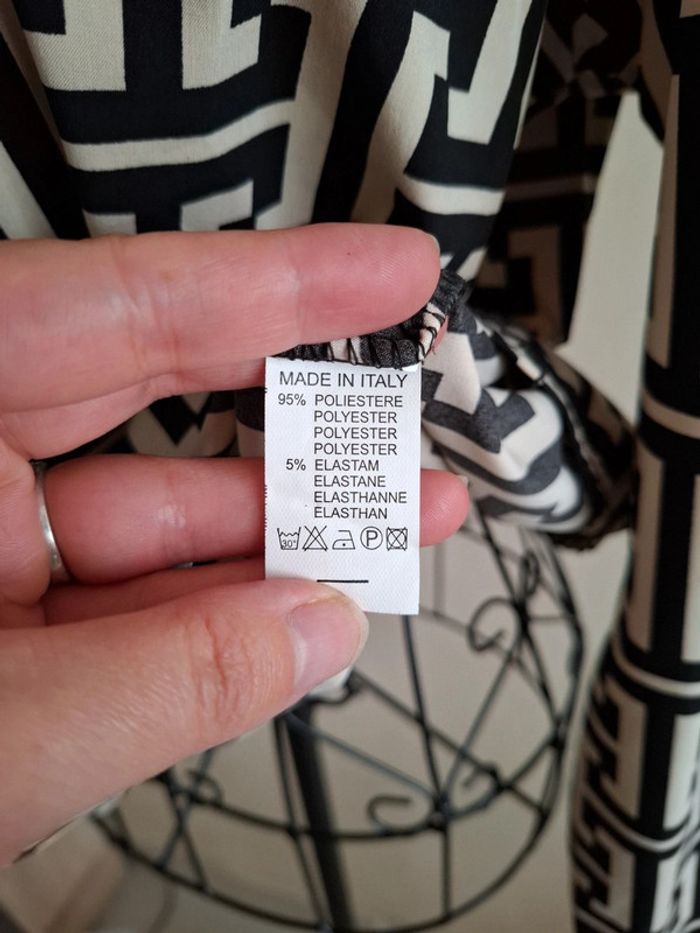 MADE IN ITALY
95% POLIESTERE
POLYESTER
POLYESTER
POLYESTER
5% ELASTAM
ELASTANE
ELASTHANNE
ELASTHAN
30° P